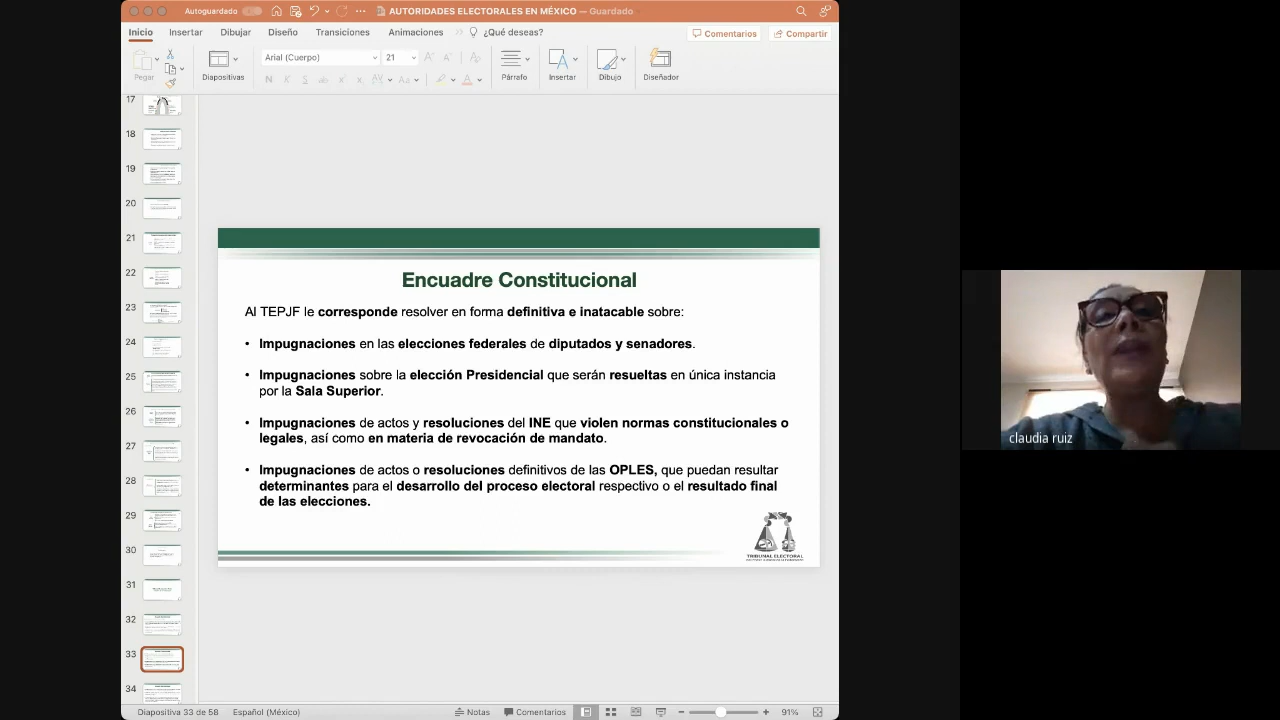 Autoguardado
AUTORIDADES ELECTORALES EN MÉXICO — Guardado
Inicio
Insertar
Dibujar
Diseño
Transiciones
Animaciones
¿Qué deseas?
Comentarios
Compartir
Pegar
Diapositivas
Arial (Cuerpo)
21
N K S
Párrafo
Insertar
Dibujo
Diseñador
17
18
19
20
21
22
23
24
25
26
27
28
29
30
31
32
33
34
Encuadre Constitucional
Al TEPJF le corresponde resolver en forma definitiva e inatacable sobre:
• Impugnaciones en las elecciones federales de diputados y senadores.
• Impugnaciones sobre la elección Presidencial que serán resueltas en única instancia
por la Sala Superior.
• Impugnaciones de actos y resoluciones del INE que violen normas constitucionales o
legales, así como en materia de revocación de mandato.
• Impugnaciones de actos o resoluciones definitivos de las OPLES, que puedan resultar
determinantes para el desarrollo del proceso electoral respectivo o el resultado final
de las elecciones.
TRIBUNAL ELECTORAL
claudia ruiz
Diapositiva 33 de 58
Español (México)
Notas
Comentarios
91%